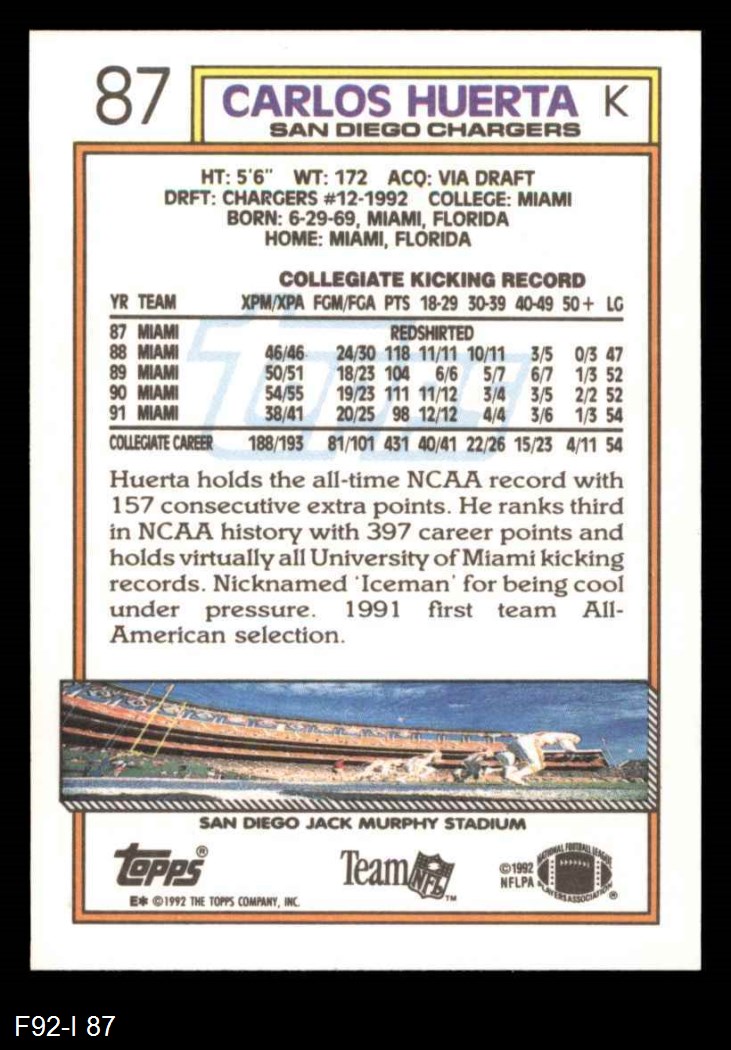 87 CARLOS HUERTA K
SAN DIEGO CHARGERS
HT: 5'6" WT: 172 ACQ: VIA DRAFT
DRFT: CHARGERS #12-1992 COLLEGE: MIAMI
BORN: 6-29-69, MIAMI, FLORIDA
HOME: MIAMI, FLORIDA
COLLEGIATE KICKING RECORD
YR TEAM XPM/XPA FGM/FGA PTS 18-29 30-39 40-49 50+ LG
87 MIAMI REDSHIRTED
88 MIAMI 46/46 24/30 118 11/11 10/11 3/5 0/3 47
89 MIAMI 50/51 18/23 104 6/6 5/7 6/7 1/3 52
90 MIAMI 54/55 19/23 111 11/12 3/4 3/5 2/2 52
91 MIAMI 38/41 20/25 98 12/12 4/4 3/6 1/3 54
COLLEGIATE CAREER 188/193 81/101 431 40/41 22/26 15/23 4/11 54
topps
Huerta holds the all-time NCAA record with
157 consecutive extra points. He ranks third
in NCAA history with 397 career points and
holds virtually all University of Miami kicking
records. Nicknamed 'Iceman' for being cool
under pressure. 1991 first team All-
American selection.
SAN DIEGO JACK MURPHY STADIUM
TOPPS®
Team NFL™
©1992
NFLPA
NATIONAL FOOTBALL LEAGUE
PLAYERS ASSOCIATION ®
E* ©1992 THE TOPPS COMPANY, INC.
F92-I 87